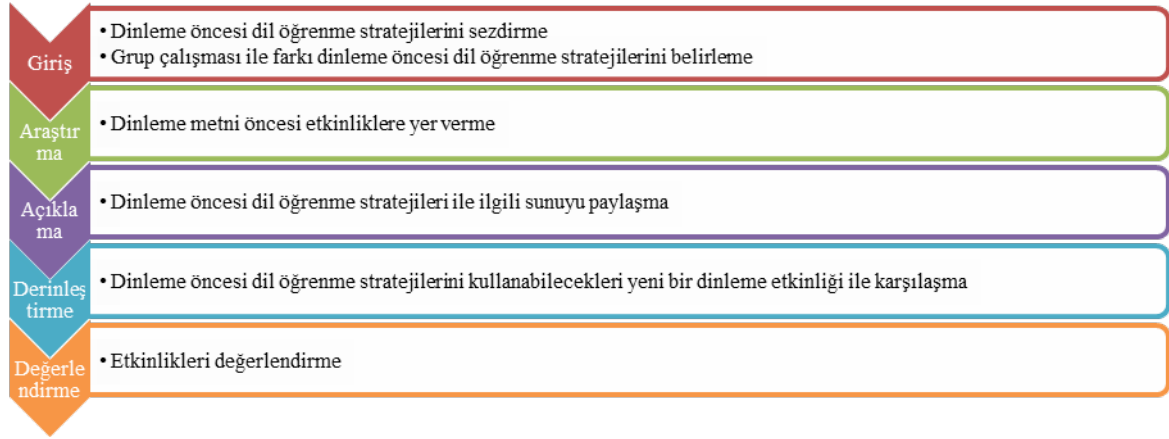 Giriş
• Dinleme öncesi dil öğrenme stratejilerini sezdirme
• Grup çalışması ile farkı dinleme öncesi dil öğrenme stratejilerini belirleme
Araştır
ma
• Dinleme metni öncesi etkinliklere yer verme
Açıkla
ma
• Dinleme öncesi dil öğrenme stratejileri ile ilgili sunuyu paylaşma
Derinleş
tirme
• Dinleme öncesi dil öğrenme stratejilerini kullanabilecekleri yeni bir dinleme etkinliği ile karşılaşma
Değerle
ndirme
• Etkinlikleri değerlendirme